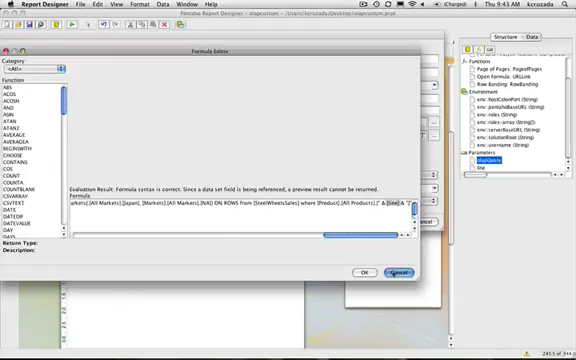 Report Designer File Edit View Format Data Window Help (Charged) Thu 9:43 AM kcruzada
Pentaho Report Designer - olapcustom - /Users/kcruzada/Desktop/olapcustom.prpt
Formula Editor
Category
<All>
Function
ABS
ACOS
ACOSH
AND
ASIN
ATAN
ATAN2
AVERAGE
AVERAGEA
BEGINSWITH
CHOOSE
CONTAINS
COS
COUNT
COUNTA
COUNTBLANK
CSVARRAY
CSVTEXT
DATE
DATEDIF
DATEVALUE
DAY
DAYS
Evaluation Result: Formula syntax is correct. Since a data set field is being referenced, a preview result cannot be returned.
Formula
arkets].[All Markets].[Japan], [Markets].[All Markets].[NA]} ON ROWS from [SteelWheelsSales] where [Product].[All Products].[" & [line] & "]"
Return Type:
Description:
OK
Cancel
Structure Data
Functions
Page of Pages: PageofPages
Open Formula: URLLink
Row Banding: RowBanding
Environment
env::hostColonPort (String)
env::pentahoBaseURL (String)
env::roles (String)
env::roles-array (String[])
env::serverBaseURL (String)
env::solutionRoot (String)
env::username (String)
Parameters
olapQuery
line
3.0